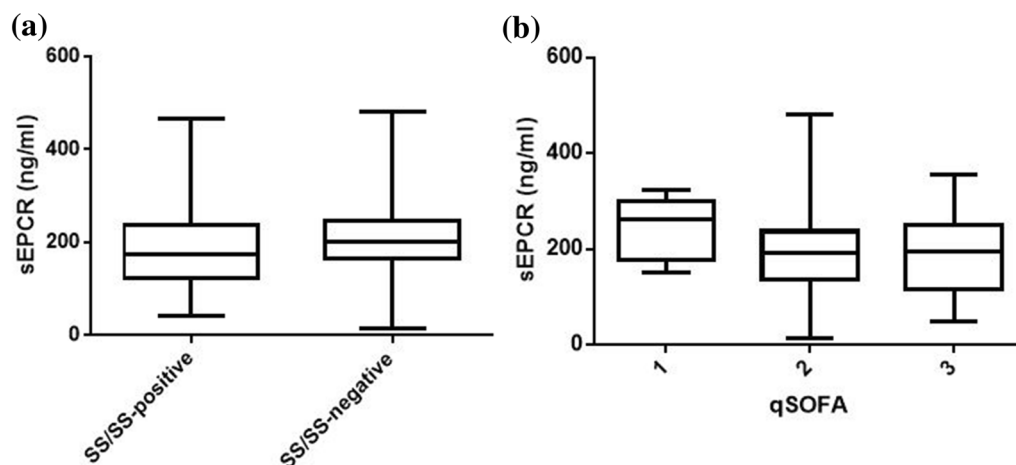 (a)
600
400
200
0
sEPCR (ng/ml)
SS/SS-positive
SS/SS-negative
(b)
600
400
200
0
sEPCR (ng/ml)
1
2
3
qSOFA